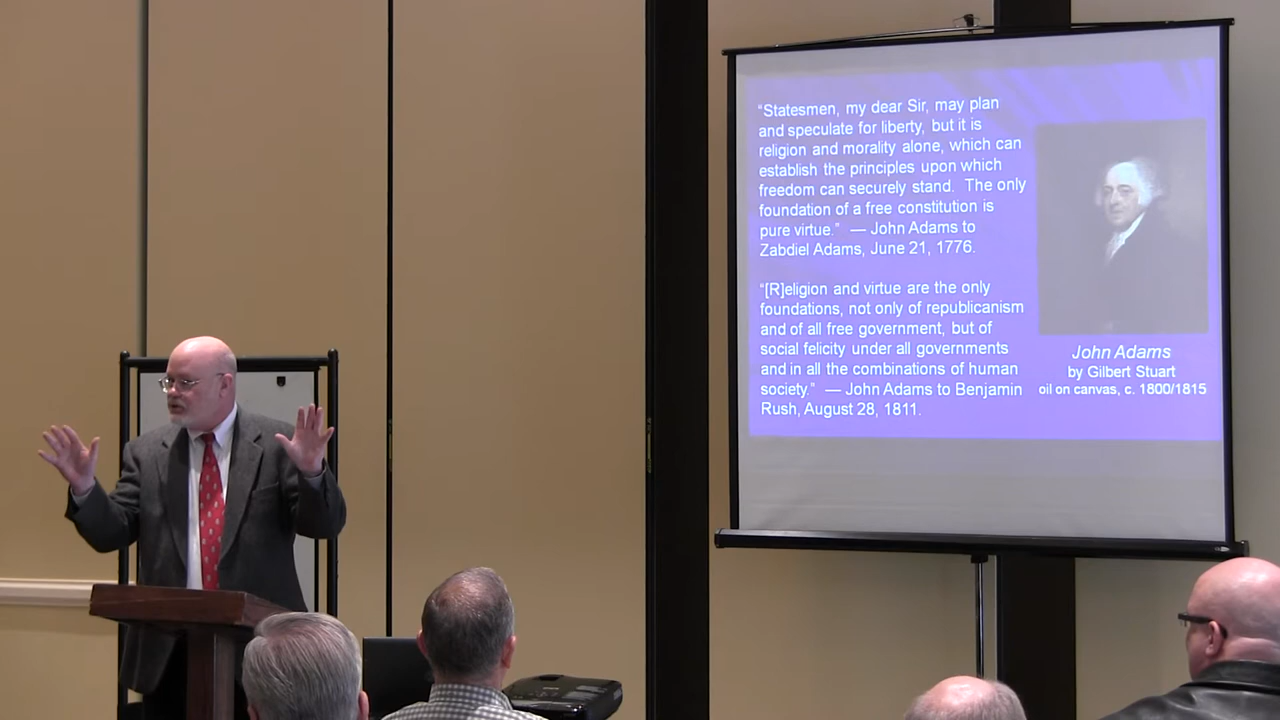 “Statesmen, my dear Sir, may plan
and speculate for liberty, but it is
religion and morality alone, which can
establish the principles upon which
freedom can securely stand.  The only
foundation of a free constitution is
pure virtue.”  — John Adams to
Zabdiel Adams, June 21, 1776.
“[R]eligion and virtue are the only
foundations, not only of republicanism
and of all free government, but of
social felicity under all governments
and in all the combinations of human
society.”  — John Adams to Benjamin
Rush, August 28, 1811.
John Adams
by Gilbert Stuart
oil on canvas, c. 1800/1815